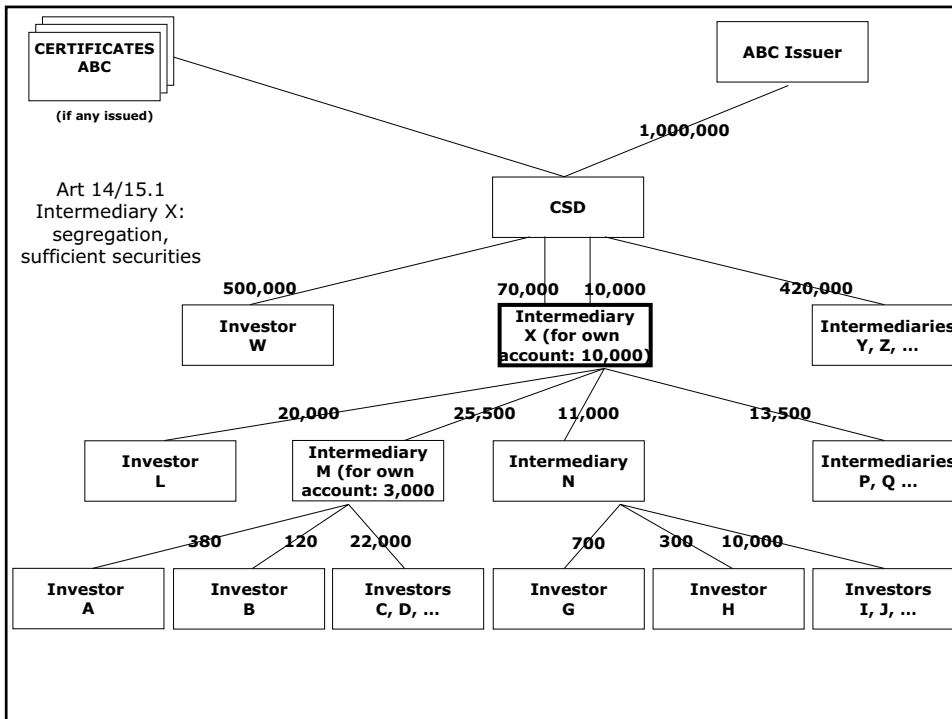 CERTIFICATES
ABC
(if any issued)
ABC Issuer
1,000,000
Art 14/15.1
Intermediary X:
segregation,
sufficient securities
CSD
500,000
70,000
10,000
420,000
Investor
W
Intermediary
X (for own
account: 10,000)
Intermediaries
Y, Z, ...
20,000
25,500
11,000
13,500
Investor
L
Intermediary
M (for own
account: 3,000
Intermediary
N
Intermediaries
P, Q ...
380
120
22,000
700
300
10,000
Investor
A
Investor
B
Investors
C, D, ...
Investor
G
Investor
H
Investors
I, J, ...